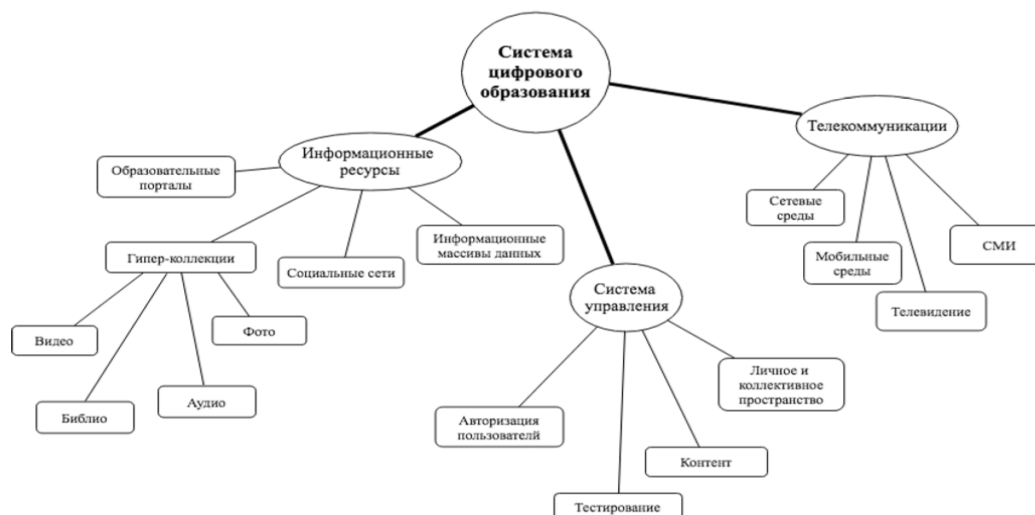 Система
цифрового
образования
Телекоммуникации
Информационные
ресурсы
Образовательные
порталы
Сетевые
среды
Информационные
массивы данных
СМИ
Гипер-коллекции
Социальные сети
Мобильные
среды
Система
управления
Телевидение
Фото
Видео
Личное и
коллективное
пространство
Аудио
Библио
Авторизация
пользователй
Контент
Тестирование